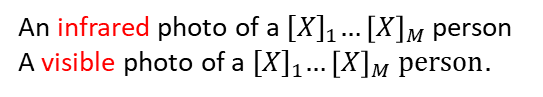 An infrared photo of a [X]₁... [X]ₘ person
A visible photo of a [X]₁... [X]ₘ person.